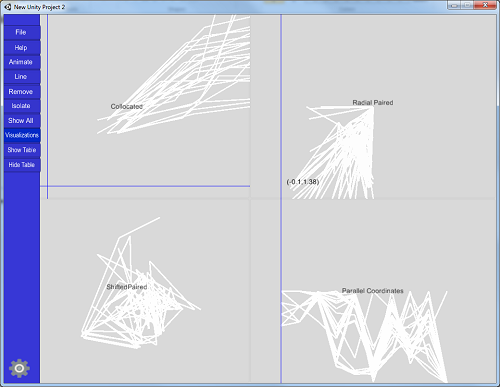 New Unity Project 2
File
Help
Animate
Line
Remove
Isolate
Show All
Visualizations
Show Table
Hide Table
Collocated
Radial Paired
(-0.1,1.38)
ShiftedPaired
Parallel Coordinates